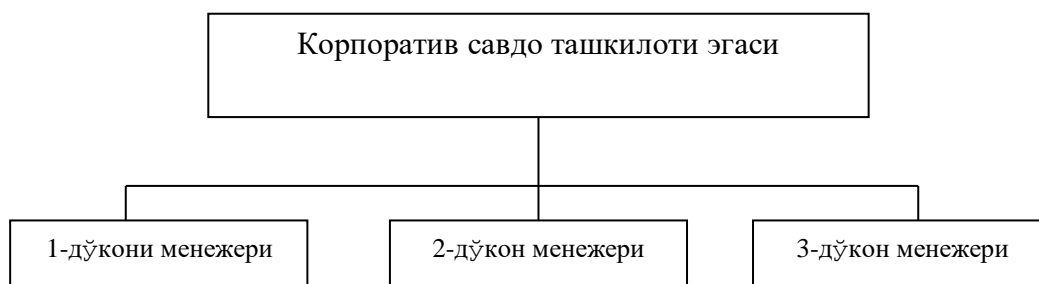 Корпоратив савдо ташкилоти эгаси
1-дўкони менежери
2-дўкон менежери
3-дўкон менежери